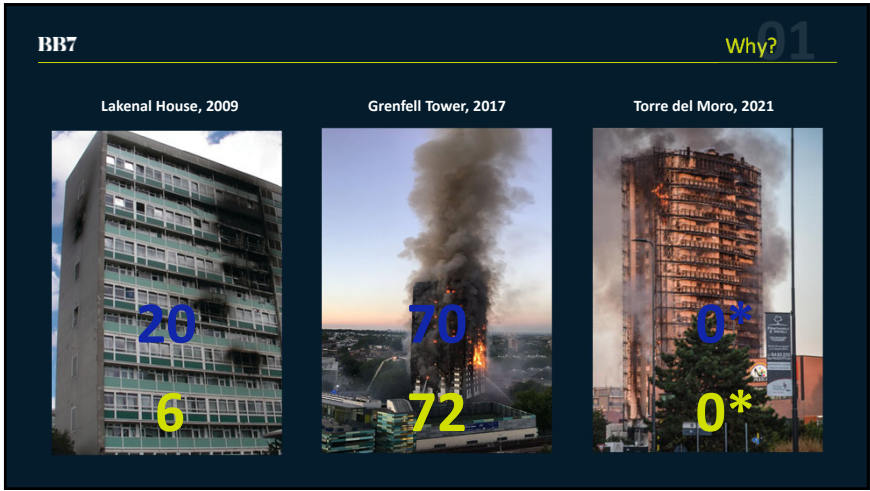 BB7
01
Why?
Lakenal House, 2009
Grenfell Tower, 2017
Torre del Moro, 2021
20
70
0*
6
72
0*